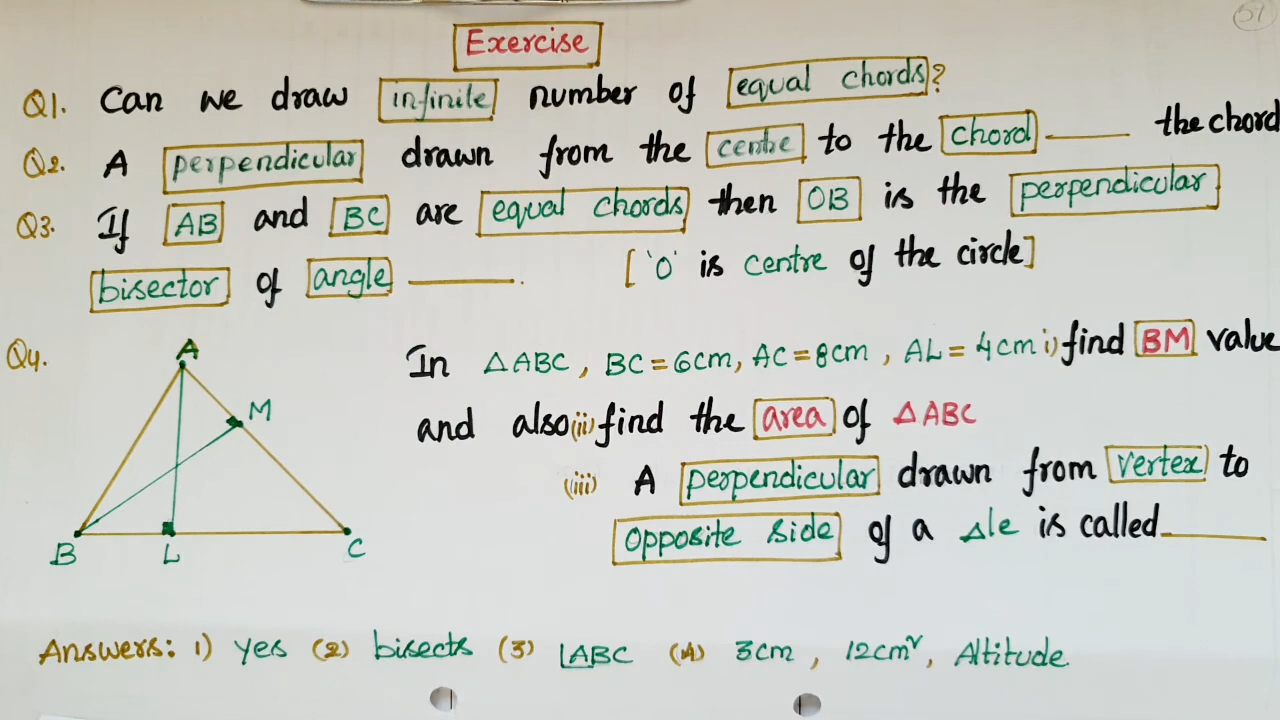 51
Exercise
Q1. Can we draw infinite number of equal chords?
Q2. A perpendicular drawn from the centre to the chord _____ the chord
Q3. If AB and BC are equal chords then OB is the perpendicular
bisector of angle _____. ['O' is centre of the circle]
Q4. In △ABC, BC=6cm, AC=8cm, AL=4cm i) find BM value
and also (ii) find the area of △ABC
(iii) A perpendicular drawn from vertex to
opposite side of a △le is called _____
A
M
B
L
C
Answers: 1) yes (2) bisects (3) ∠ABC (4) 3cm, 12cm², Altitude